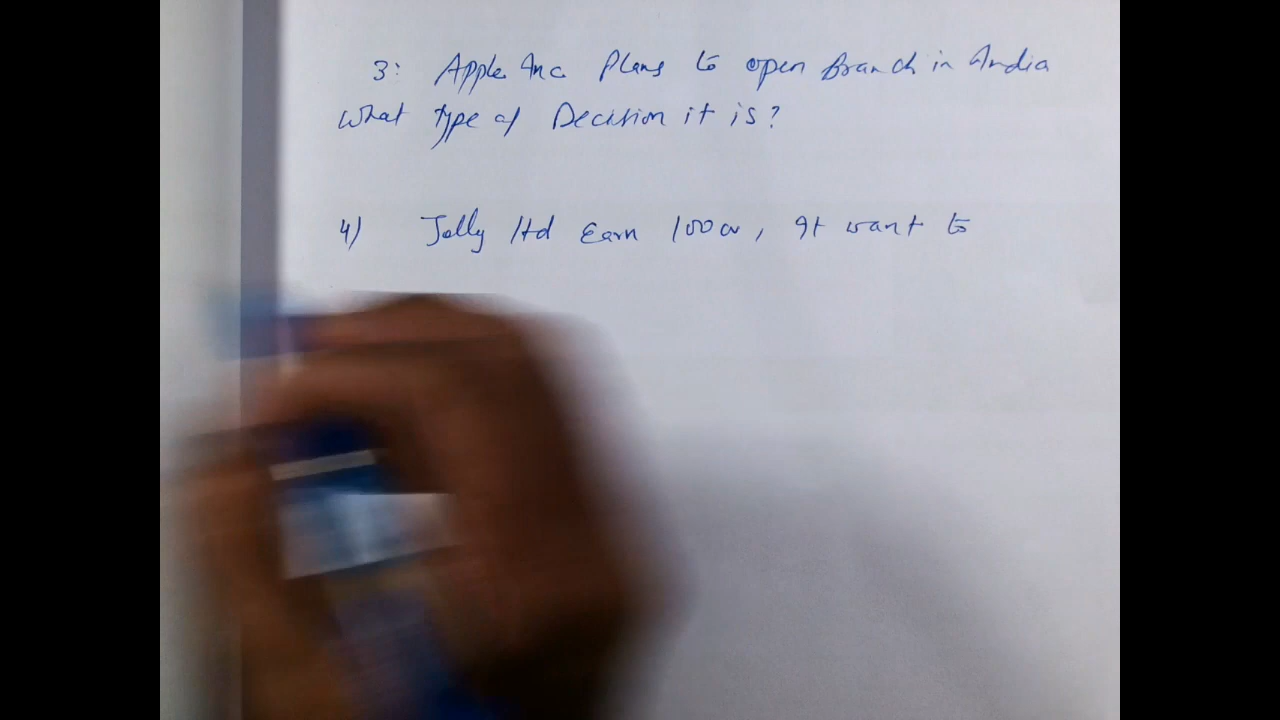 3: Apple Inc Plans to open Branch in India
What type of Decision it is?
4) Jolly ltd Earn 100cr, It want to